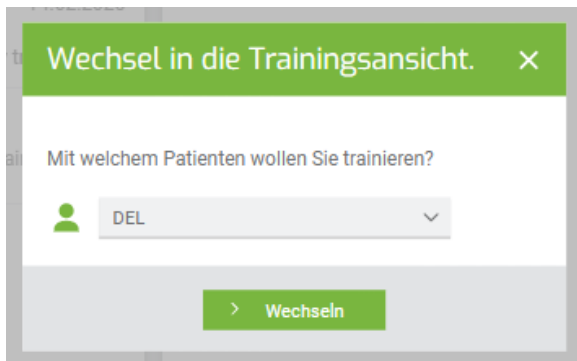 Wechsel in die Trainingsansicht.
Mit welchem Patienten wollen Sie trainieren?
DEL
Wechseln